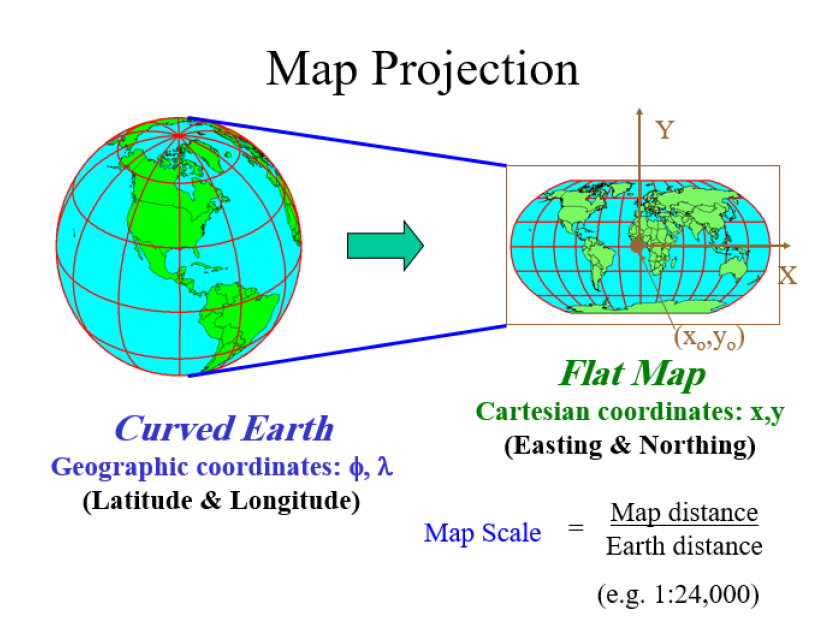 Map Projection
Y
X
(xₒ,yₒ)
Flat Map
Cartesian coordinates: x,y
(Easting & Northing)
Curved Earth
Geographic coordinates: ϕ, λ
(Latitude & Longitude)
Map Scale = Map distance
Earth distance
(e.g. 1:24,000)